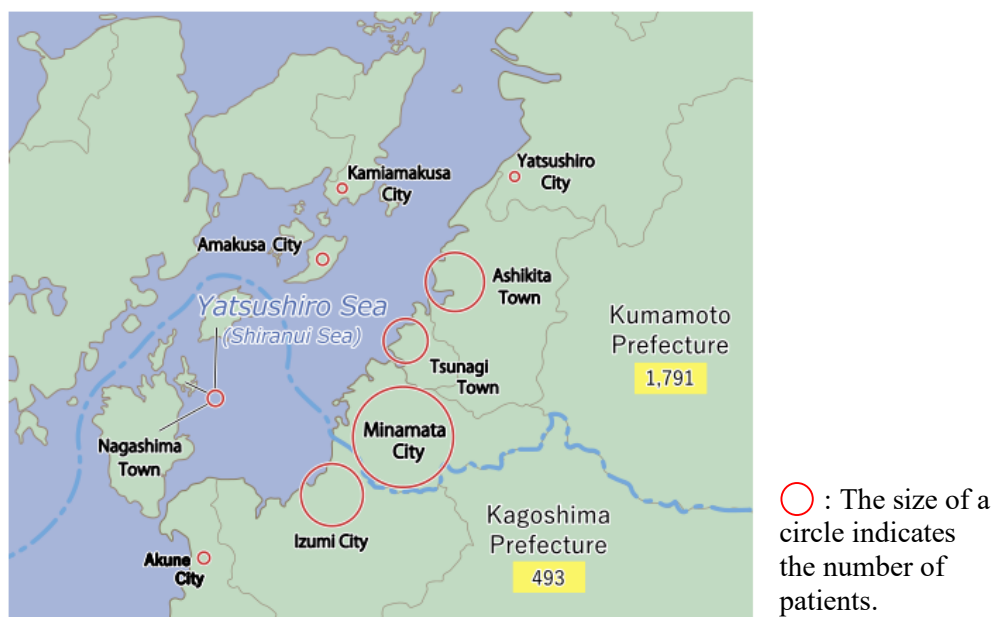 Kamiamakusa
City
Yatsushiro
City
Amakusa City
Ashikita
Town
Yatsushiro Sea
(Shiranui Sea)
Kumamoto
Prefecture
1,791
Tsunagi
Town
Minamata
City
Nagashima
Town
Izumi City
Kagoshima
Prefecture
493
Akune
City
: The size of a
circle indicates
the number of
patients.